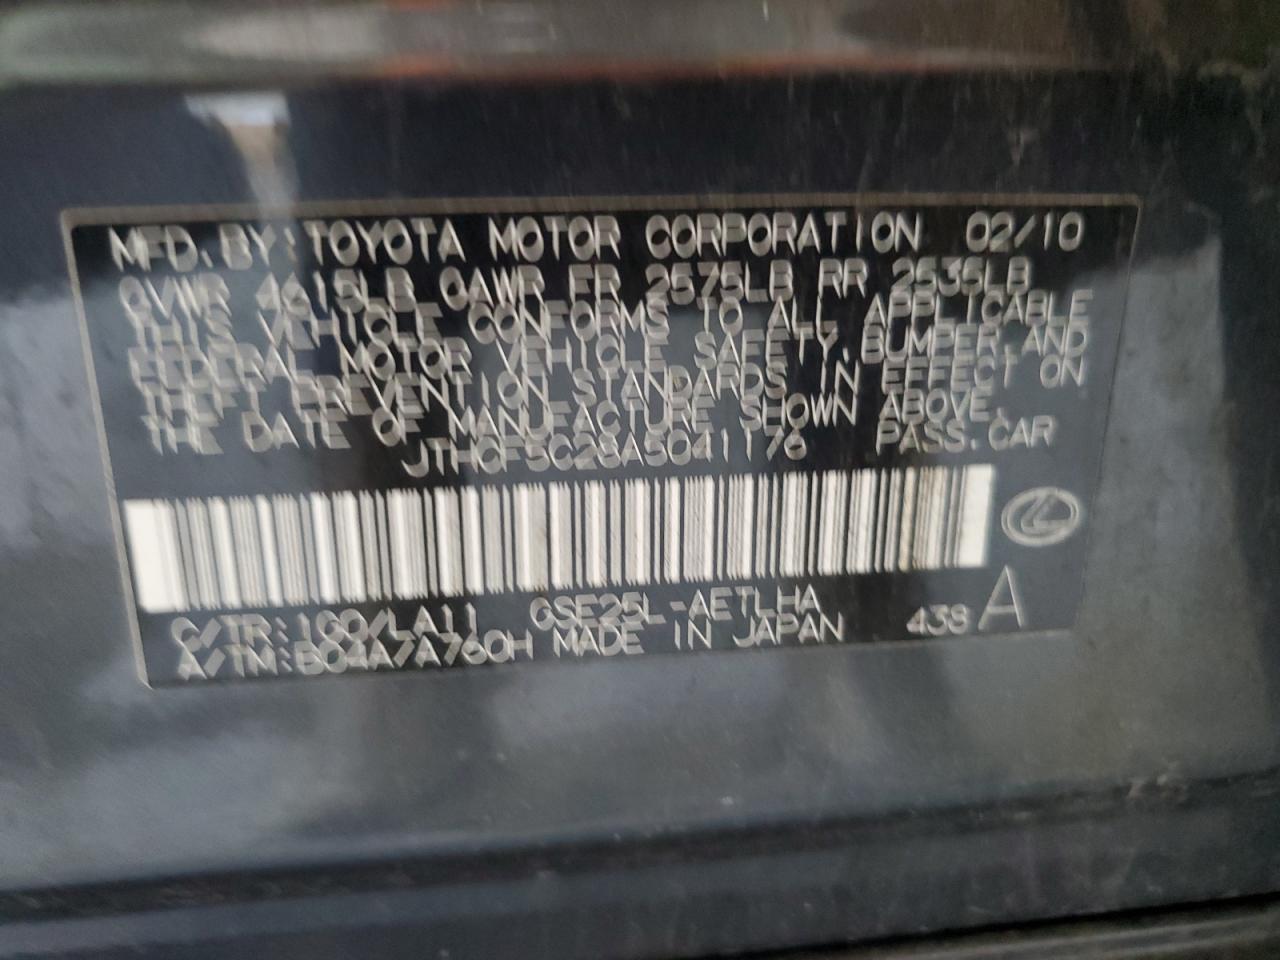 MFD. BY: TOYOTA MOTOR CORPORATION 02/10
GVWR 4615LB GAWR FR 2575LB RR 2535LB
THIS VEHICLE CONFORMS TO ALL APPLICABLE
FEDERAL MOTOR VEHICLE SAFETY, BUMPER, AND
THEFT PREVENTION STANDARDS IN EFFECT ON
THE DATE OF MANUFACTURE SHOWN ABOVE.
JTHCF5C28A5041176 PASS. CAR
C/TR: 1G0/LA11 GSE25L-AETLHA
A/TM: B04A/A760H MADE IN JAPAN 438 A